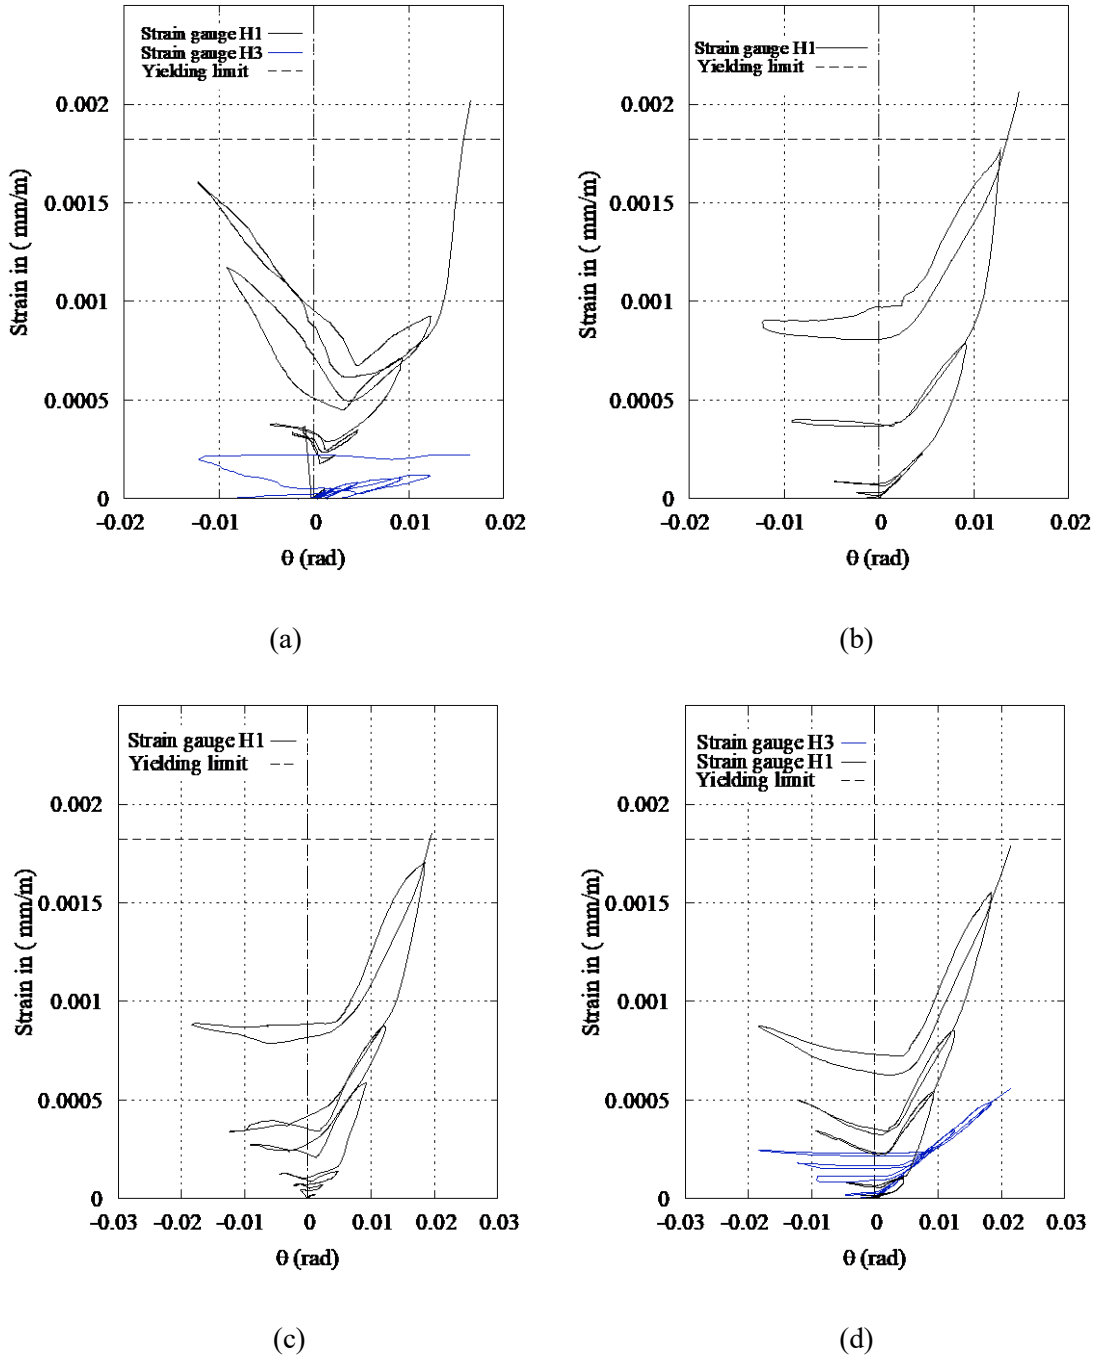 Strain gauge H1
Strain gauge H3
Yielding limit
0.002
0.0015
0.001
0.0005
0
-0.02 -0.01 0 0.01 0.02
Strain in ( mm/m)
θ (rad)
(a)
Strain gauge H1
Yielding limit
0.002
0.0015
0.001
0.0005
0
-0.02 -0.01 0 0.01 0.02
Strain in ( mm/m)
θ (rad)
(b)
Strain gauge H1
Yielding limit
0.002
0.0015
0.001
0.0005
0
-0.03 -0.02 -0.01 0 0.01 0.02 0.03
Strain in ( mm/m)
θ (rad)
(c)
Strain gauge H3
Strain gauge H1
Yielding limit
0.002
0.0015
0.001
0.0005
0
-0.03 -0.02 -0.01 0 0.01 0.02 0.03
Strain in ( mm/m)
θ (rad)
(d)